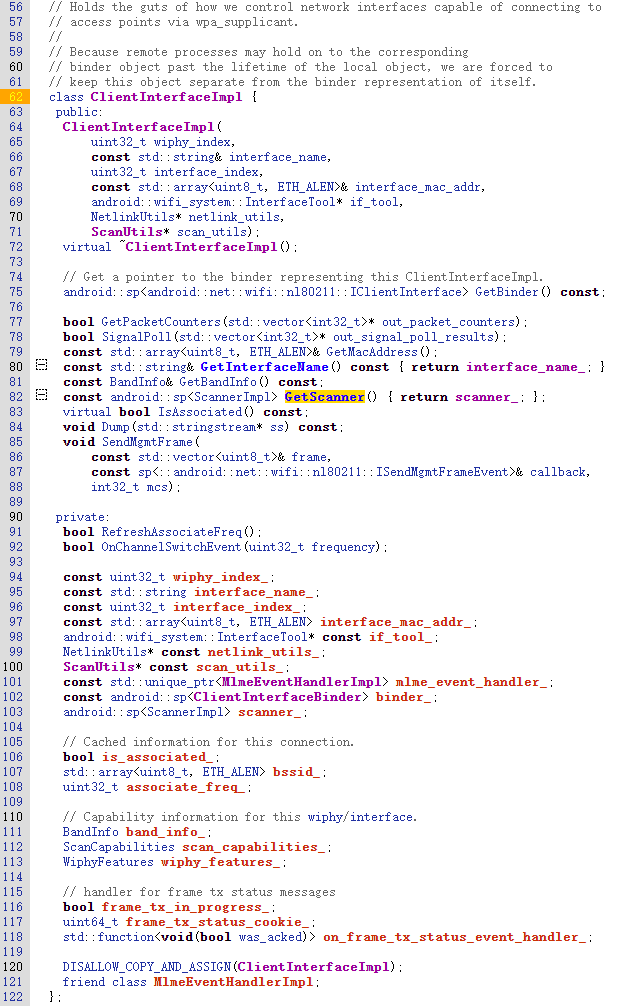 56 // Holds the guts of how we control network interfaces capable of connecting to
57 // access points via wpa_supplicant.
58 //
59 // Because remote processes may hold on to the corresponding
60 // binder object past the lifetime of the local object, we are forced to
61 // keep this object separate from the binder representation of itself.
62 class ClientInterfaceImpl {
63 public:
64 ClientInterfaceImpl(
65 uint32_t wiphy_index,
66 const std::string& interface_name,
67 uint32_t interface_index,
68 const std::array<uint8_t, ETH_ALEN>& interface_mac_addr,
69 android::wifi_system::InterfaceTool* if_tool,
70 NetlinkUtils* netlink_utils,
71 ScanUtils* scan_utils);
72 virtual ~ClientInterfaceImpl();
73
74 // Get a pointer to the binder representing this ClientInterfaceImpl.
75 android::sp<android::net::wifi::nl80211::IClientInterface> GetBinder() const;
76
77 bool GetPacketCounters(std::vector<int32_t>* out_packet_counters);
78 bool SignalPoll(std::vector<int32_t>* out_signal_poll_results);
79 const std::array<uint8_t, ETH_ALEN>& GetMacAddress();
80 const std::string& GetInterfaceName() const { return interface_name_; }
81 const BandInfo& GetBandInfo() const;
82 const android::sp<ScannerImpl> GetScanner() { return scanner_; };
83 virtual bool IsAssociated() const;
84 void Dump(std::stringstream* ss) const;
85 void SendMgmtFrame(
86 const std::vector<uint8_t>& frame,
87 const sp<::android::net::wifi::nl80211::ISendMgmtFrameEvent>& callback,
88 int32_t mcs);
89
90 private:
91 bool RefreshAssociateFreq();
92 bool OnChannelSwitchEvent(uint32_t frequency);
93
94 const uint32_t wiphy_index_;
95 const std::string interface_name_;
96 const uint32_t interface_index_;
97 const std::array<uint8_t, ETH_ALEN> interface_mac_addr_;
98 android::wifi_system::InterfaceTool* const if_tool_;
99 NetlinkUtils* const netlink_utils_;
100 ScanUtils* const scan_utils_;
101 const std::unique_ptr<MlmeEventHandlerImpl> mlme_event_handler_;
102 const android::sp<ClientInterfaceBinder> binder_;
103 android::sp<ScannerImpl> scanner_;
104
105 // Cached information for this connection.
106 bool is_associated_;
107 std::array<uint8_t, ETH_ALEN> bssid_;
108 uint32_t associate_freq_;
109
110 // Capability information for this wiphy/interface.
111 BandInfo band_info_;
112 ScanCapabilities scan_capabilities_;
113 WiphyFeatures wiphy_features_;
114
115 // handler for frame tx status messages
116 bool frame_tx_in_progress_;
117 uint64_t frame_tx_status_cookie_;
118 std::function<void(bool was_acked)> on_frame_tx_status_event_handler_;
119
120 DISALLOW_COPY_AND_ASSIGN(ClientInterfaceImpl);
121 friend class MlmeEventHandlerImpl;
122 };